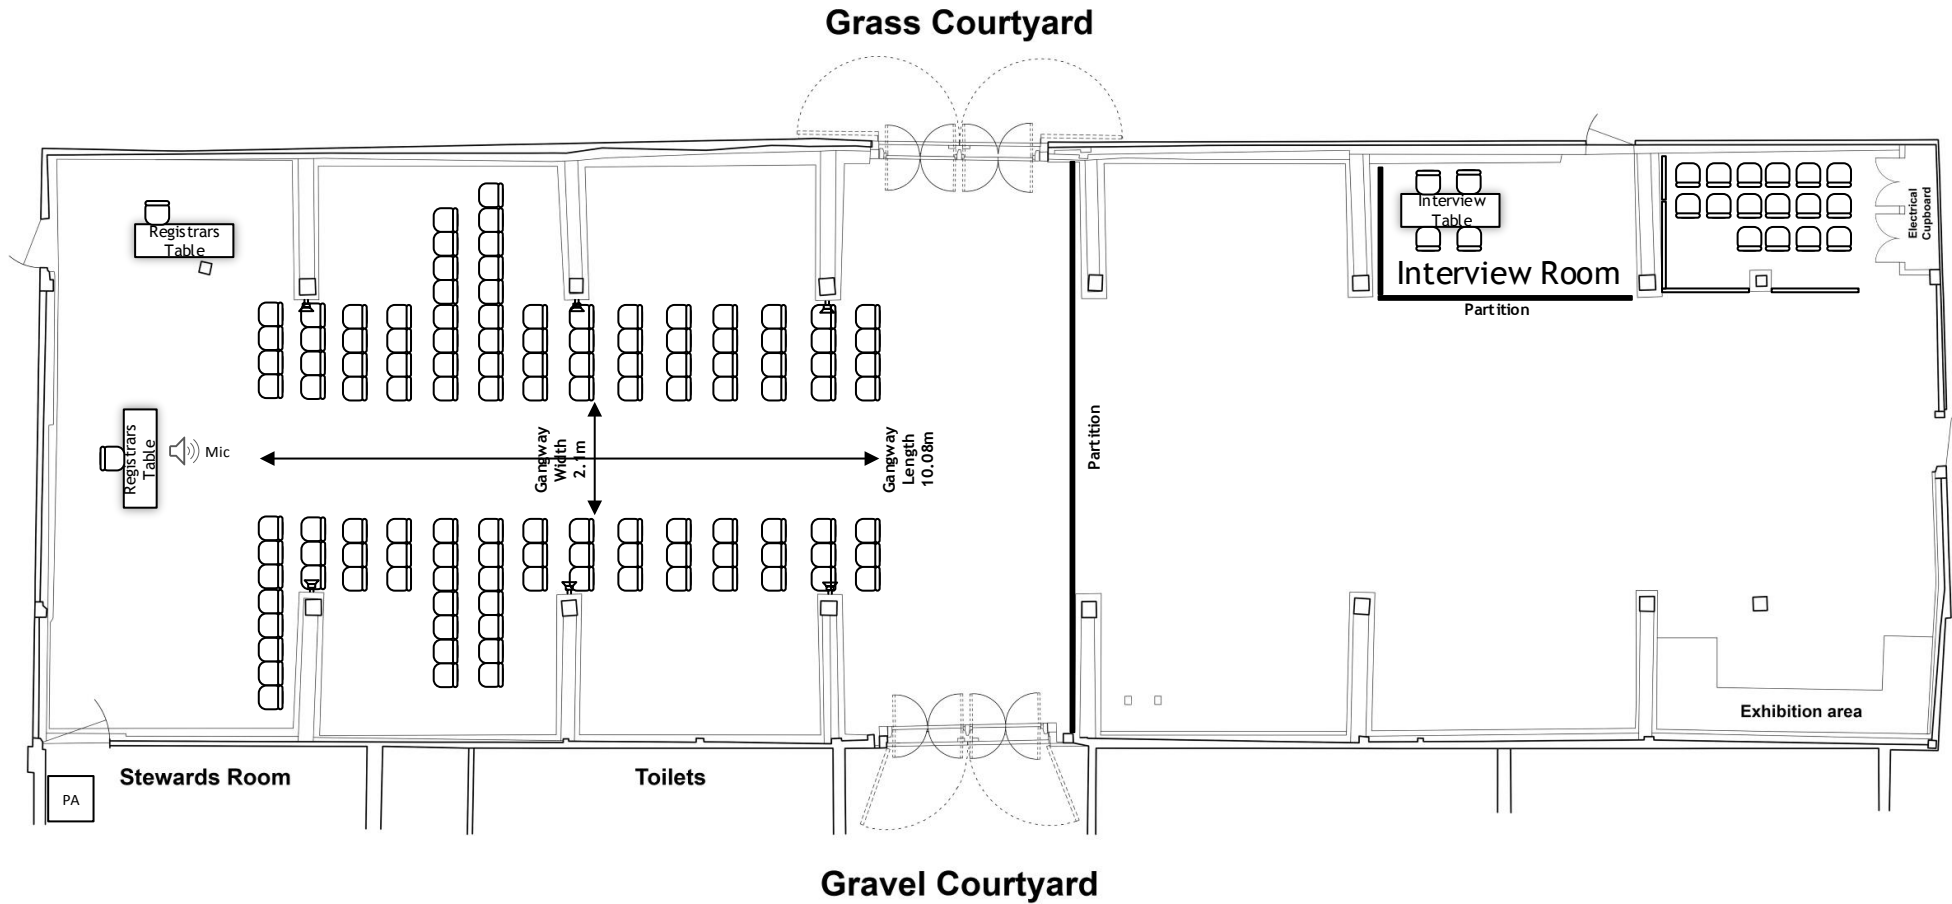 Grass Courtyard
Registrars
Table
Interview
Table
Interview Room
Partition
Electrical
Cupboard
Registrars
Table
Mic
Gangway
Width
2.1m
Gangway
Length
10.08m
Partition
Exhibition area
Stewards Room
Toilets
PA
Gravel Courtyard